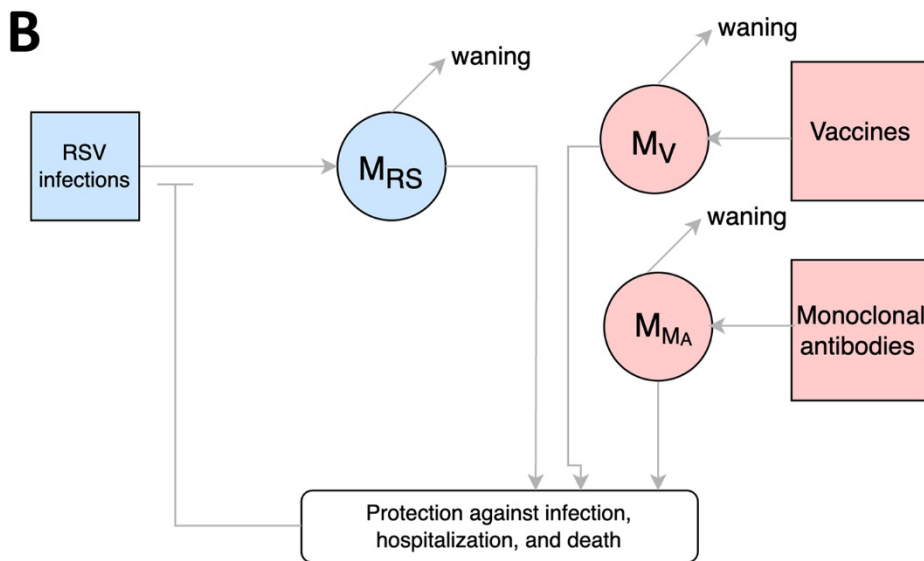 B
waning
waning
RSV
infections
M_RS
M_V
Vaccines
waning
M_MA
Monoclonal
antibodies
Protection against infection,
hospitalization, and death